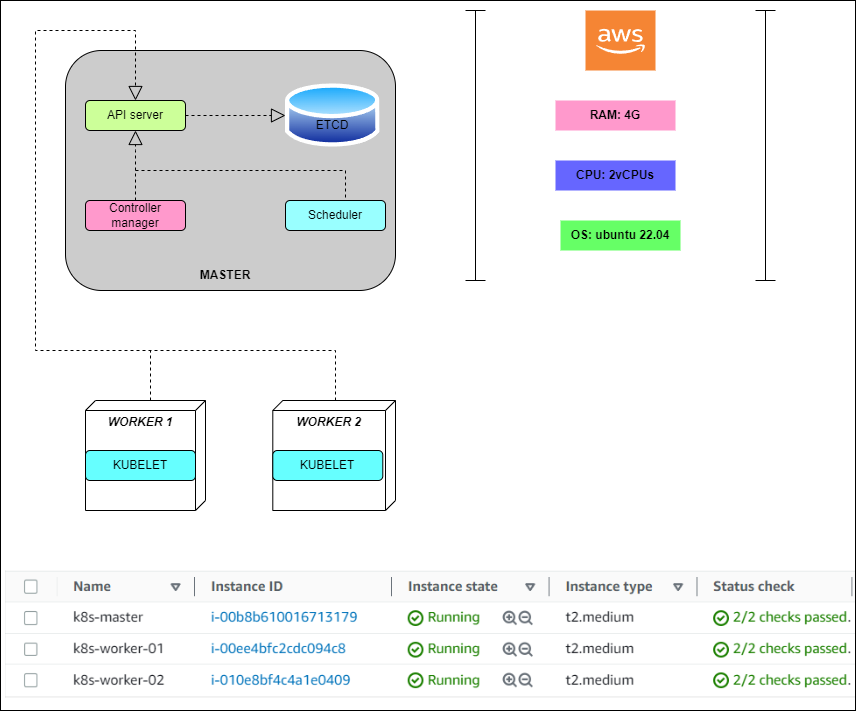 aws
API server
ETCD
RAM: 4G
CPU: 2vCPUs
Controller
manager
Scheduler
OS: ubuntu 22.04
MASTER
WORKER 1
WORKER 2
KUBELET
KUBELET
Name Instance ID Instance state Instance type Status check
k8s-master i-00b8b610016713179 Running t2.medium 2/2 checks passed.
k8s-worker-01 i-00ee4bfc2cdc094c8 Running t2.medium 2/2 checks passed.
k8s-worker-02 i-010e8bf4c4a1e0409 Running t2.medium 2/2 checks passed.